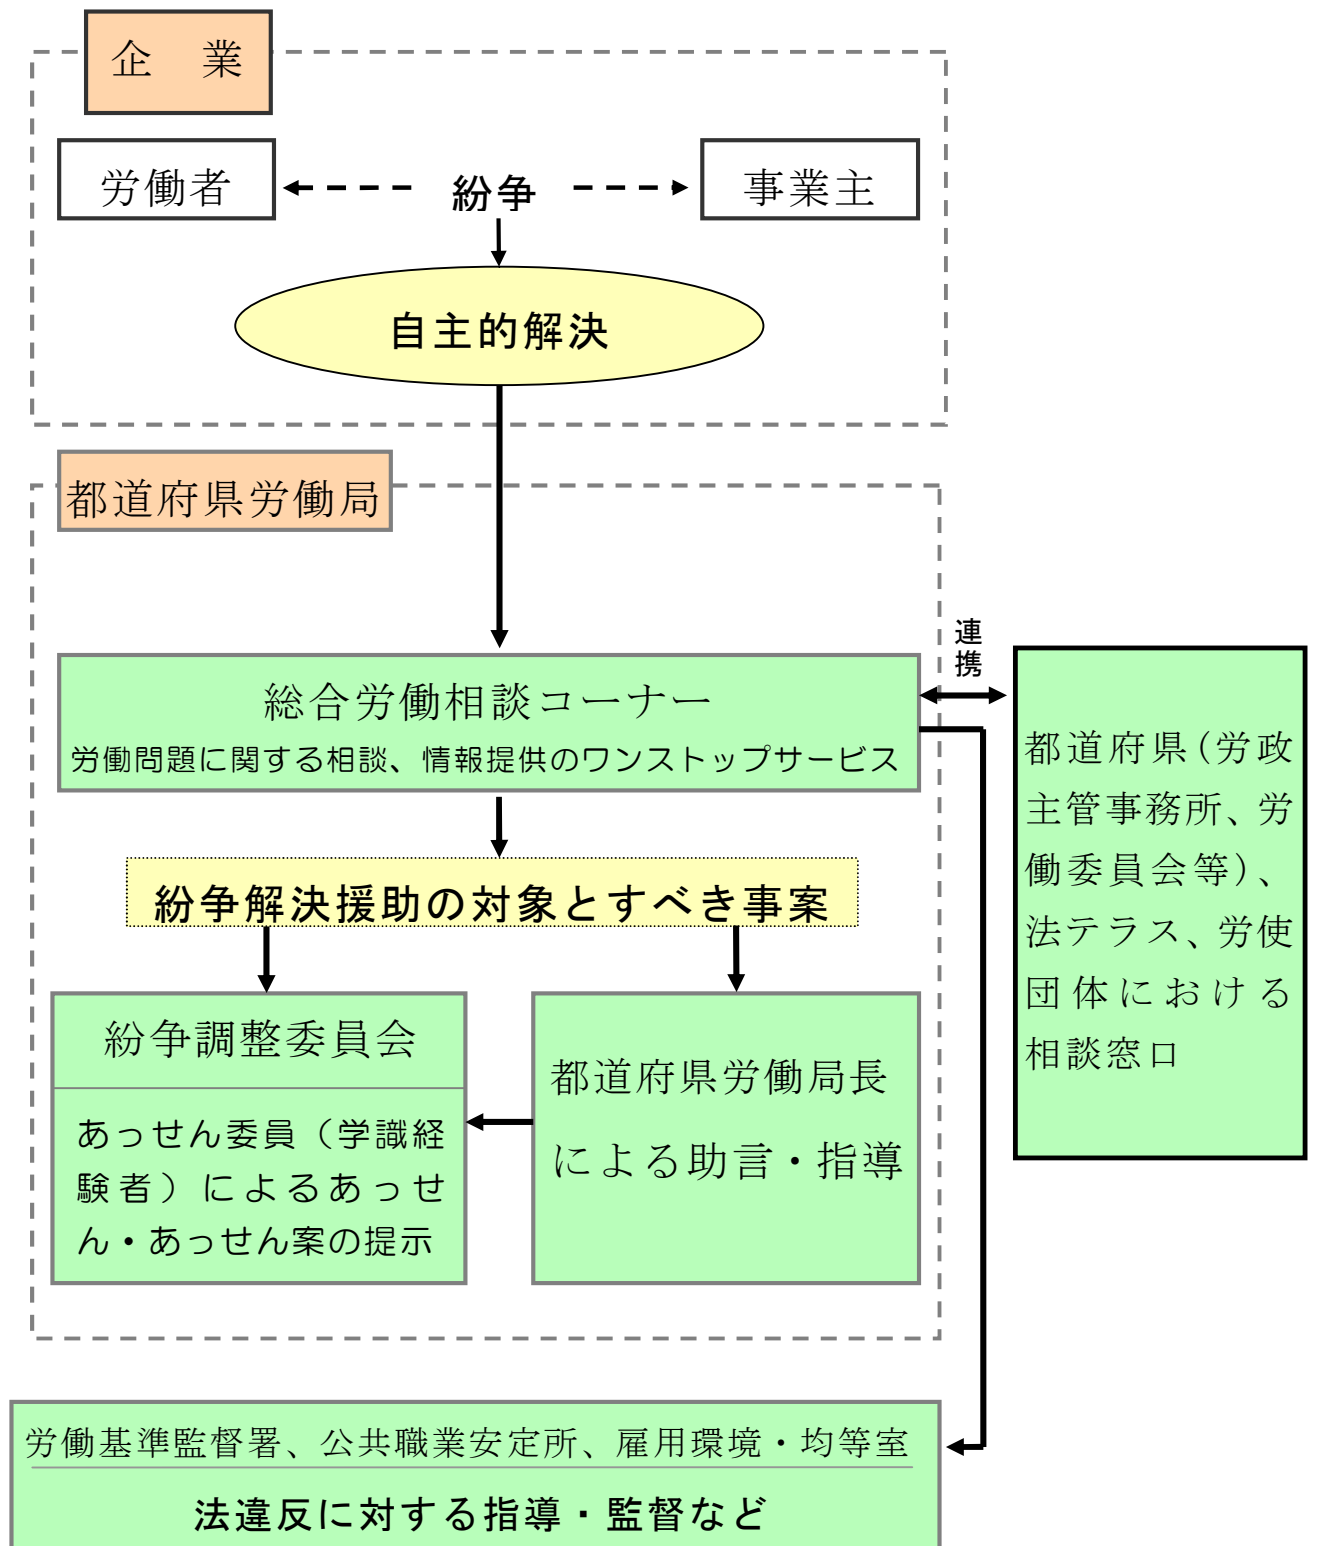 企　業
労働者
紛争
事業主
自主的解決
都道府県労働局
連
携
総合労働相談コーナー
労働問題に関する相談、情報提供のワンストップサービス
都道府県（労政
主管事務所、労
働委員会等）、
法テラス、労使
団体における
相談窓口
紛争解決援助の対象とすべき事案
紛争調整委員会
あっせん委員（学識経
験者）によるあっせ
ん・あっせん案の提示
都道府県労働局長
による助言・指導
労働基準監督署、公共職業安定所、雇用環境・均等室
法違反に対する指導・監督など